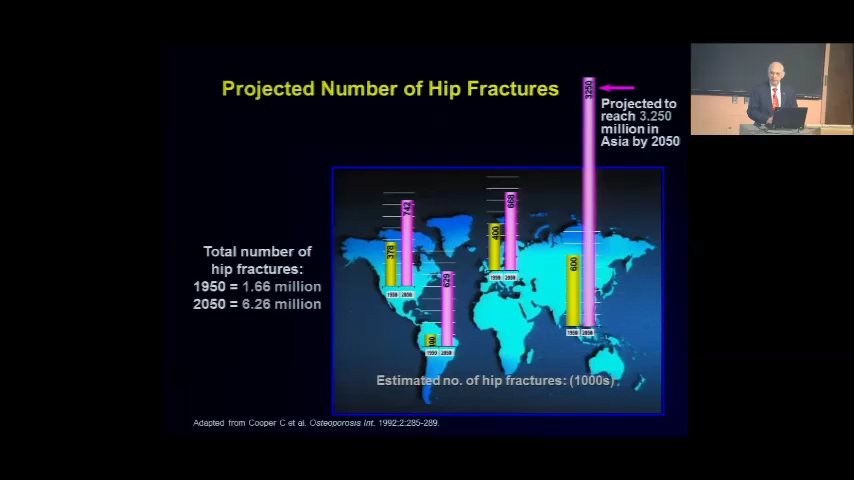 Projected Number of Hip Fractures
3250
Projected to
reach 3.250
million in
Asia by 2050
Total number of
hip fractures:
1950 = 1.66 million
2050 = 6.26 million
378
742
400
668
600
629
1950 2050
1950 2050
1950 2050
1950 2050
Estimated no. of hip fractures: (1000s)
Adapted from Cooper C et al. Osteoporosis Int. 1992;2:285-289.